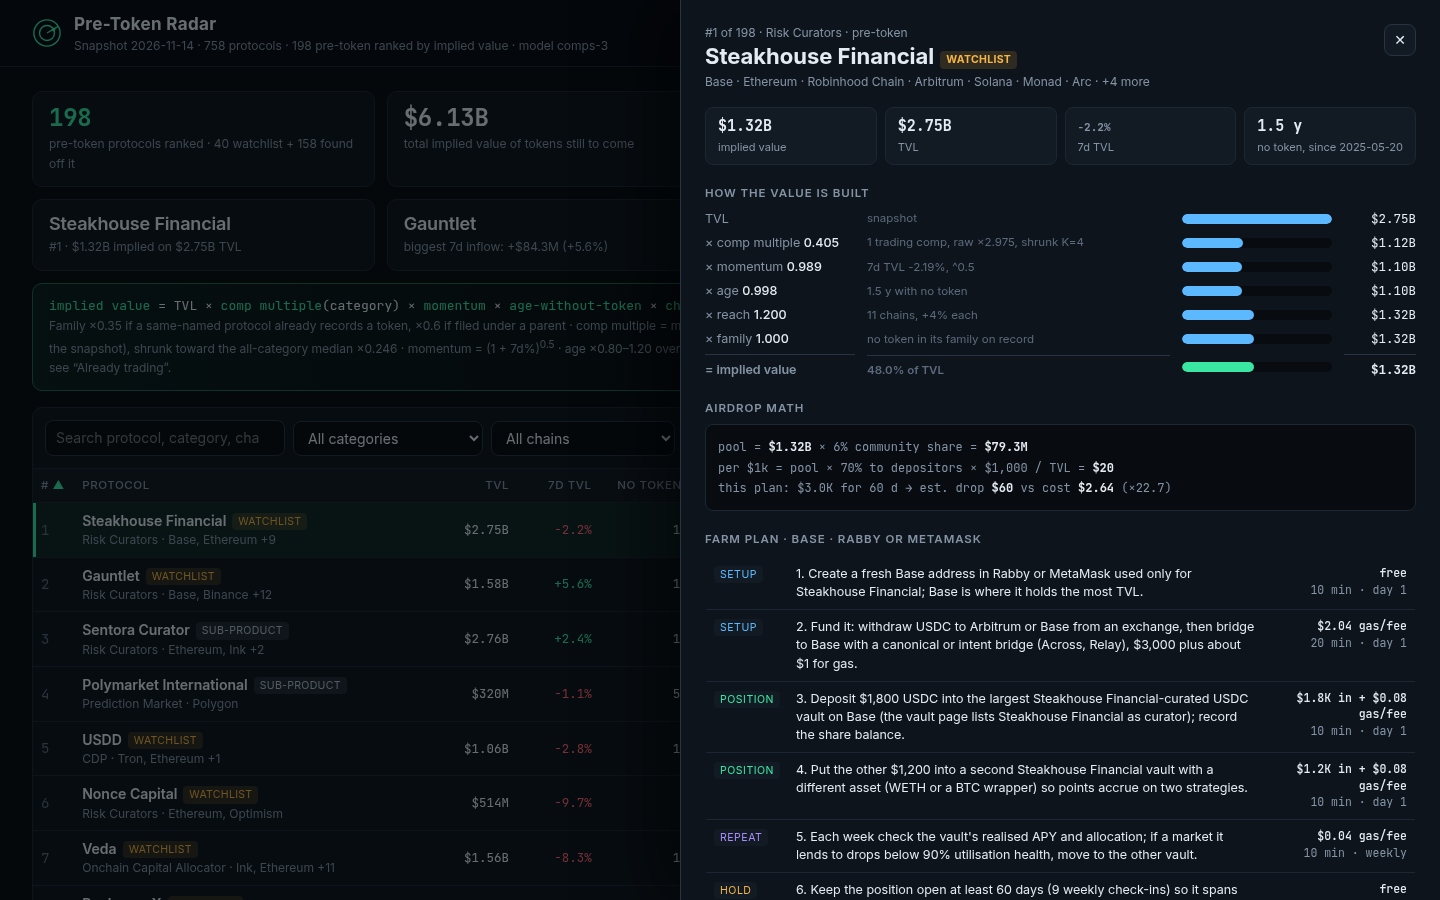 Pre-Token Radar
Snapshot 2026-11-14 · 758 protocols · 198 pre-token ranked by implied value · model comps-3
198
pre-token protocols ranked · 40 watchlist + 158 found
off it
$6.13B
total implied value of tokens still to come
Steakhouse Financial
#1 · $1.32B implied on $2.75B TVL
Gauntlet
biggest 7d inflow: +$84.3M (+5.6%)
implied value = TVL × comp multiple(category) × momentum × age-without-token × ch
Family ×0.35 if a same-named protocol already records a token, ×0.6 if filed under a parent · comp multiple = m
the snapshot), shrunk toward the all-category median ×0.246 · momentum = (1 + 7d%)^0.5 · age ×0.80–1.20 over
see “Already trading”.
Search protocol, category, cha
All categories
All chains
# ▲ PROTOCOL TVL 7D TVL NO TOKEN
1 Steakhouse Financial WATCHLIST $2.75B -2.2% 1
Risk Curators · Base, Ethereum +9
2 Gauntlet WATCHLIST $1.58B +5.6% 1
Risk Curators · Base, Binance +12
3 Sentora Curator SUB-PRODUCT $2.76B +2.4% 1
Risk Curators · Ethereum, Ink +2
4 Polymarket International SUB-PRODUCT $320M -1.1% 5
Prediction Market · Polygon
5 USDD WATCHLIST $1.06B -2.8% 1
CDP · Tron, Ethereum +1
6 Nonce Capital WATCHLIST $514M -9.7%
Risk Curators · Ethereum, Optimism
7 Veda WATCHLIST $1.56B -8.3% 1
Onchain Capital Allocator · Ink, Ethereum +11
#1 of 198 · Risk Curators · pre-token
✕
Steakhouse Financial WATCHLIST
Base · Ethereum · Robinhood Chain · Arbitrum · Solana · Monad · Arc · +4 more
$1.32B
implied value
$2.75B
TVL
-2.2%
7d TVL
1.5 y
no token, since 2025-05-20
HOW THE VALUE IS BUILT
TVL snapshot $2.75B
× comp multiple 0.405 1 trading comp, raw ×2.975, shrunk K=4 $1.12B
× momentum 0.989 7d TVL -2.19%, ^0.5 $1.10B
× age 0.998 1.5 y with no token $1.10B
× reach 1.200 11 chains, +4% each $1.32B
× family 1.000 no token in its family on record $1.32B
= implied value 48.0% of TVL $1.32B
AIRDROP MATH
pool = $1.32B × 6% community share = $79.3M
per $1k = pool × 70% to depositors × $1,000 / TVL = $20
this plan: $3.0K for 60 d → est. drop $60 vs cost $2.64 (×22.7)
FARM PLAN · BASE · RABBY OR METAMASK
SETUP 1. Create a fresh Base address in Rabby or MetaMask used only for free
Steakhouse Financial; Base is where it holds the most TVL. 10 min · day 1
SETUP 2. Fund it: withdraw USDC to Arbitrum or Base from an exchange, then bridge $2.04 gas/fee
to Base with a canonical or intent bridge (Across, Relay), $3,000 plus about 20 min · day 1
$1 for gas.
POSITION 3. Deposit $1,800 USDC into the largest Steakhouse Financial-curated USDC $1.8K in + $0.08
vault on Base (the vault page lists Steakhouse Financial as curator); record gas/fee
the share balance. 10 min · day 1
POSITION 4. Put the other $1,200 into a second Steakhouse Financial vault with a $1.2K in + $0.08
different asset (WETH or a BTC wrapper) so points accrue on two strategies. gas/fee
10 min · day 1
REPEAT 5. Each week check the vault's realised APY and allocation; if a market it $0.04 gas/fee
lends to drops below 90% utilisation health, move to the other vault. 10 min · weekly
HOLD 6. Keep the position open at least 60 days (9 weekly check-ins) so it spans free